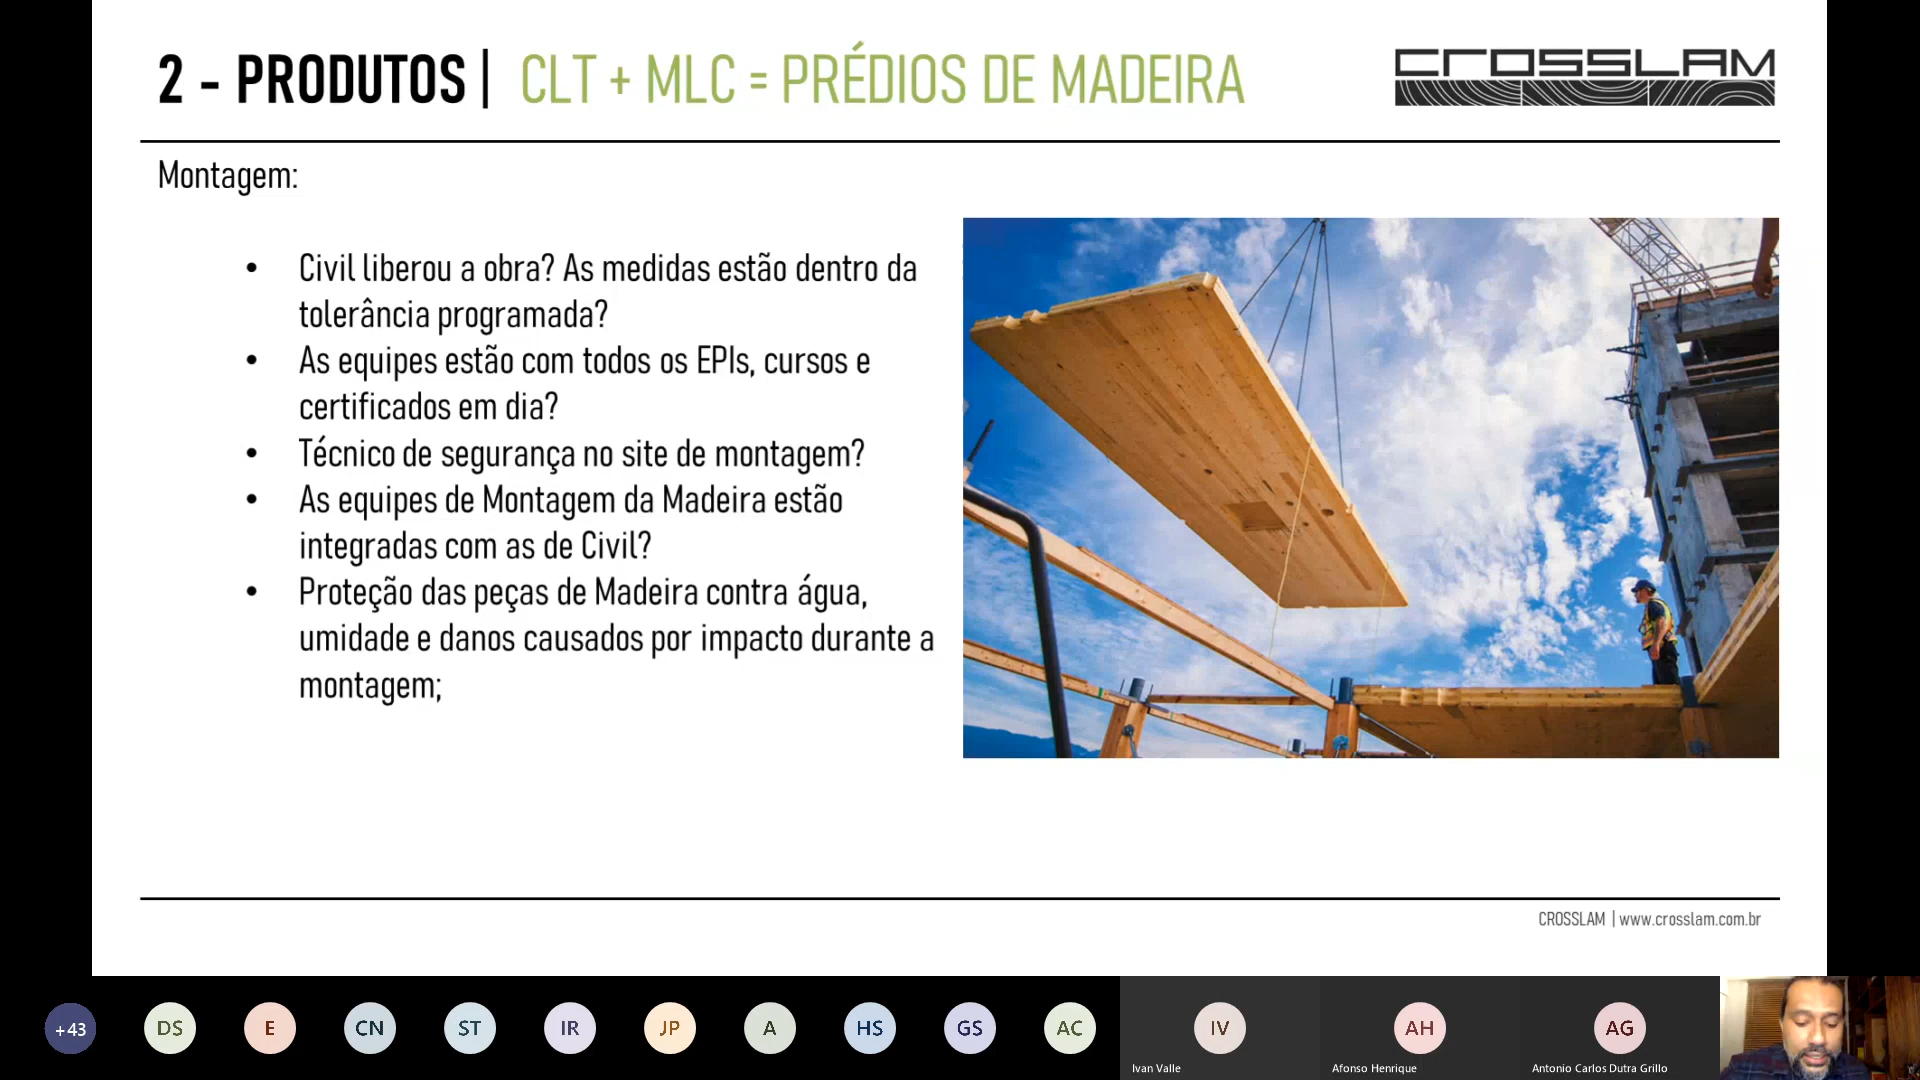 2 - PRODUTOS| CLT + MLC = PRÉDIOS DE MADEIRA
CROSSLAM
Montagem:
• Civil liberou a obra? As medidas estão dentro da
tolerância programada?
• As equipes estão com todos os EPIs, cursos e
certificados em dia?
• Técnico de segurança no site de montagem?
• As equipes de Montagem da Madeira estão
integradas com as de Civil?
• Proteção das peças de Madeira contra água,
umidade e danos causados por impacto durante a
montagem;
CROSSLAM | www.crosslam.com.br
+43
DS
E
CN
ST
IR
JP
A
HS
GS
AC
IV
AH
AG
Ivan Valle
Afonso Henrique
Antonio Carlos Dutra Grillo